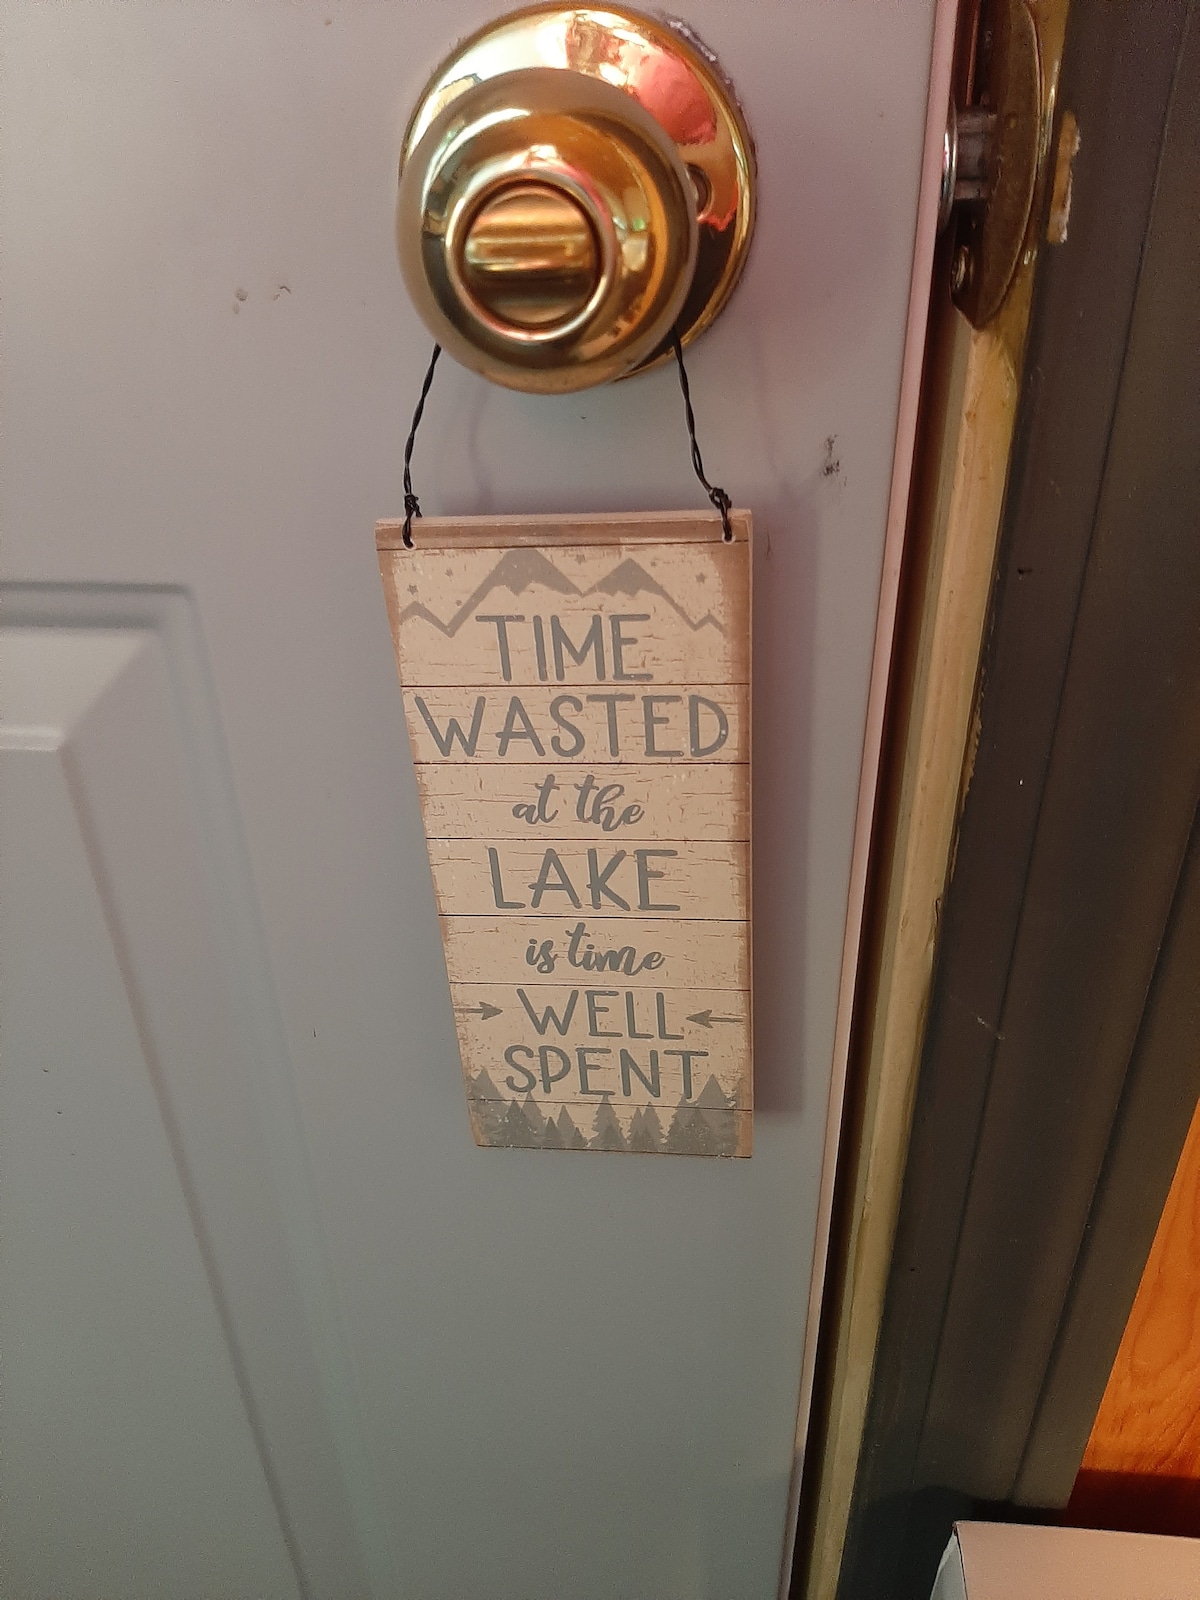 TIME
WASTED
at the
LAKE
is time
WELL
SPENT